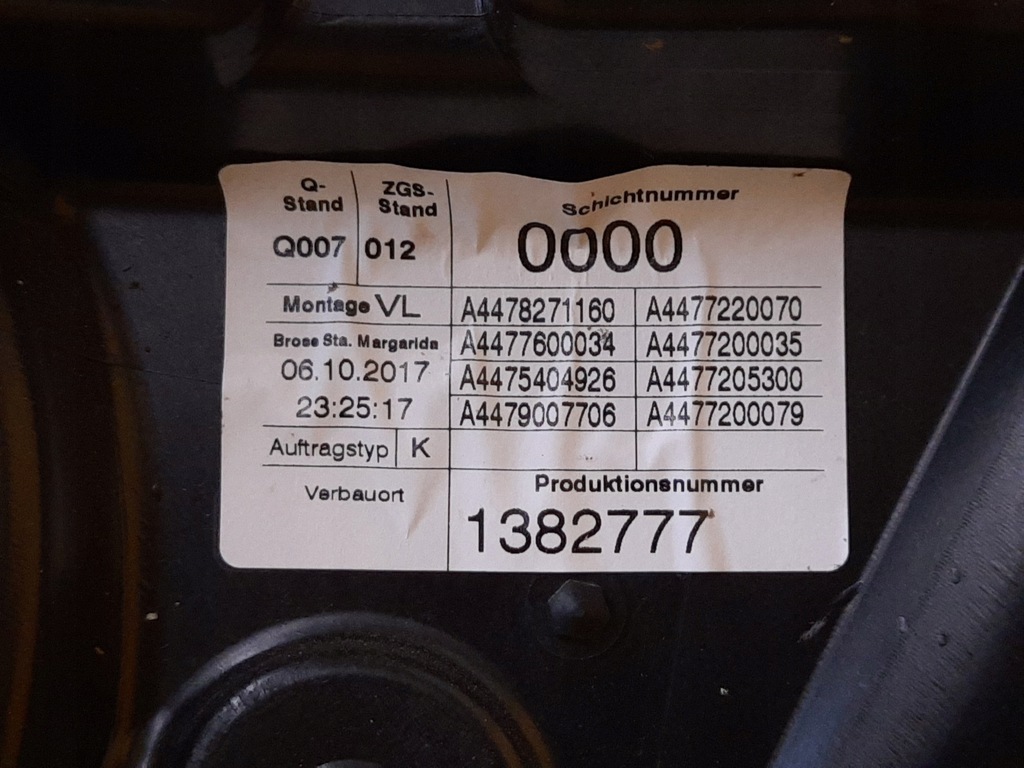 Q-Stand
ZGS-Stand
Schichtnummer
Q007
012
0000
Montage VL
A4478271160
A4477220070
Brose Sta. Margarida
A4477600034
A4477200035
06.10.2017
A4475404926
A4477205300
23:25:17
A4479007706
A4477200079
Auftragstyp K
Verbauort
Produktionsnummer
1382777